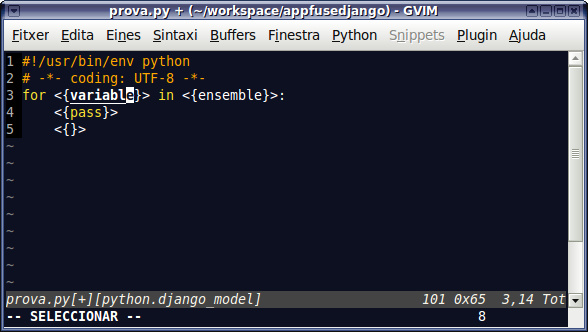 prova.py + (~/workspace/appfusedjango) - GVIM
Fitxer Edita Eines Sintaxi Buffers Finestra Python Snippets Plugin Ajuda
1 #!/usr/bin/env python
2 # -*- coding: UTF-8 -*-
3 for <{variable}> in <{ensemble}>:
4     <{pass}>
5     <{}>
~
~
~
~
~
~
~
~
~
prova.py[+][python.django_model] 101 0x65 3,14 Tot
-- SELECCIONAR -- 8